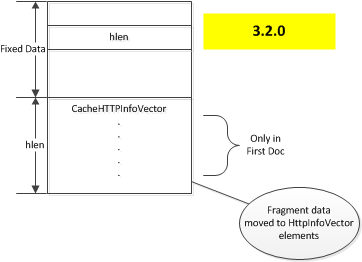 3.2.0
hlen
Fixed Data
CacheHTTPInfoVector
.
.
.
.
.
hlen
Only in
First Doc
Fragment data
moved to HttpInfoVector
elements